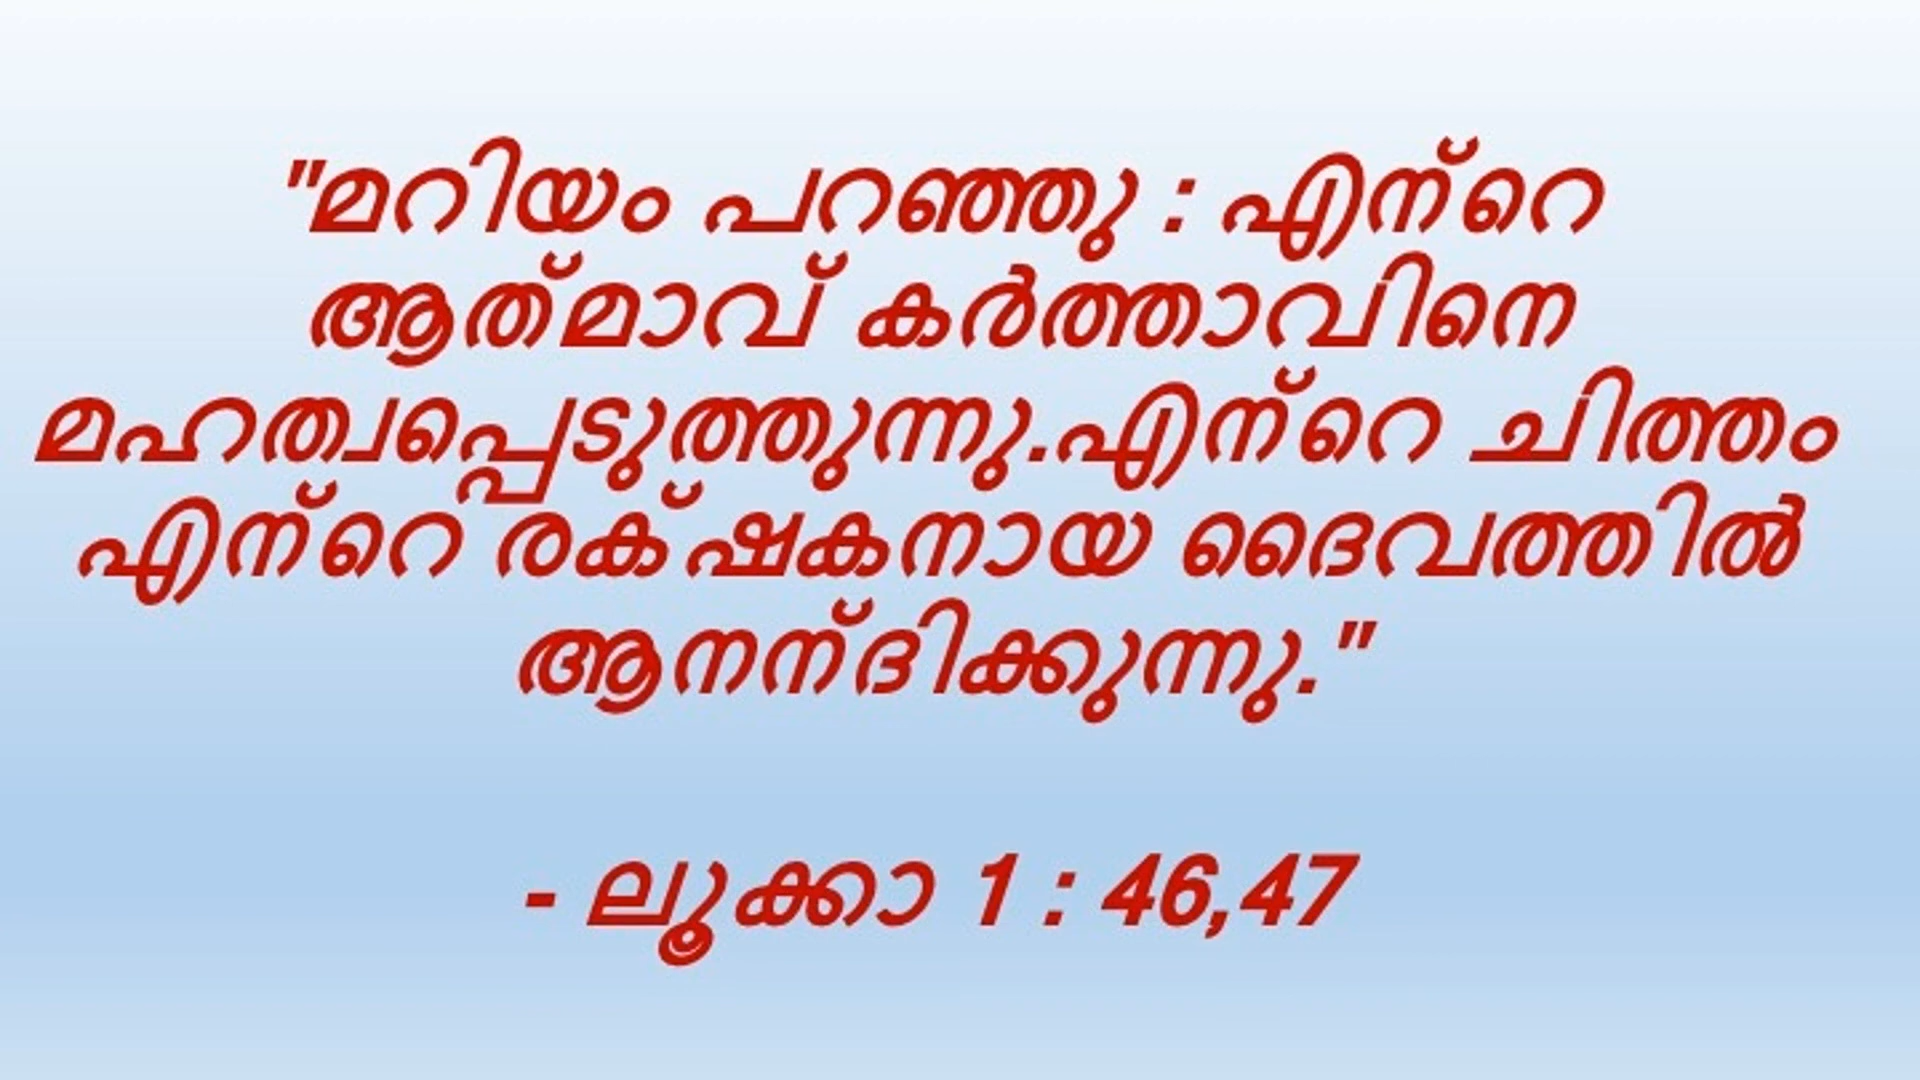 "മറിയം പറഞ്ഞു : എന്‌റെ
ആത്‌മാവ് കർത്താവിനെ
മഹത്വപ്പെടുത്തുന്നു.എന്‌റെ ചിത്തം
എന്‌റെ രക്‌ഷകനായ ദൈവത്തിൽ
ആനന്‌ദിക്കുന്നു."
- ലൂക്കാ 1 : 46,47